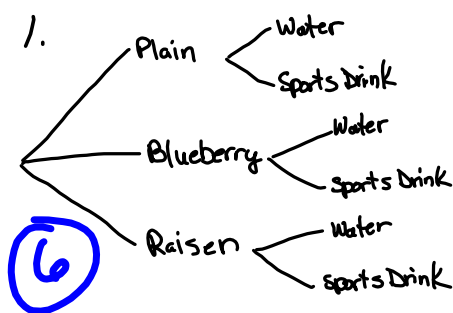 1.
Water
Plain
Sports Drink
Water
Blueberry
Sports Drink
Water
Raisen
Sports Drink
6